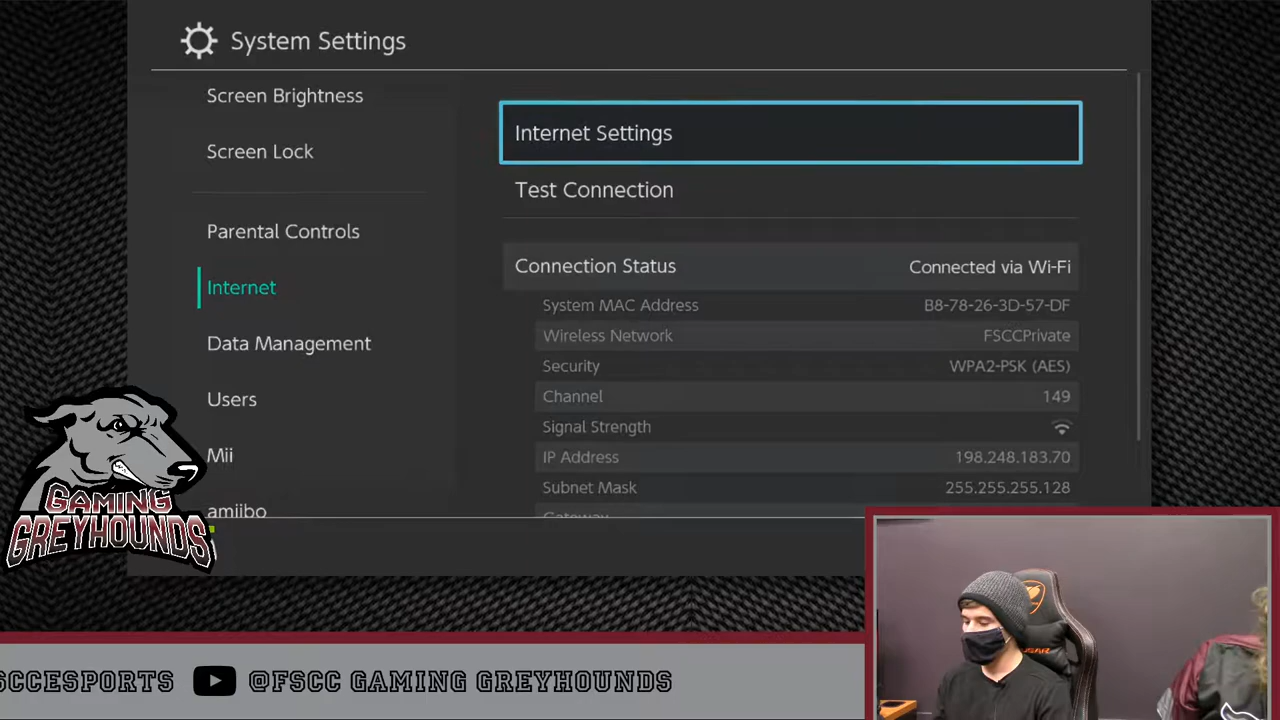 System Settings
Screen Brightness
Screen Lock
Parental Controls
Internet
Data Management
Users
Mii
amiibo
Internet Settings
Test Connection
Connection Status Connected via Wi-Fi
System MAC Address B8-78-26-3D-57-DF
Wireless Network FSCCPrivate
Security WPA2-PSK (AES)
Channel 149
Signal Strength
IP Address 198.248.183.70
Subnet Mask 255.255.255.128
Gateway
GAMING
GREYHOUNDS
SCCESPORTS @FSCC GAMING GREYHOUNDS